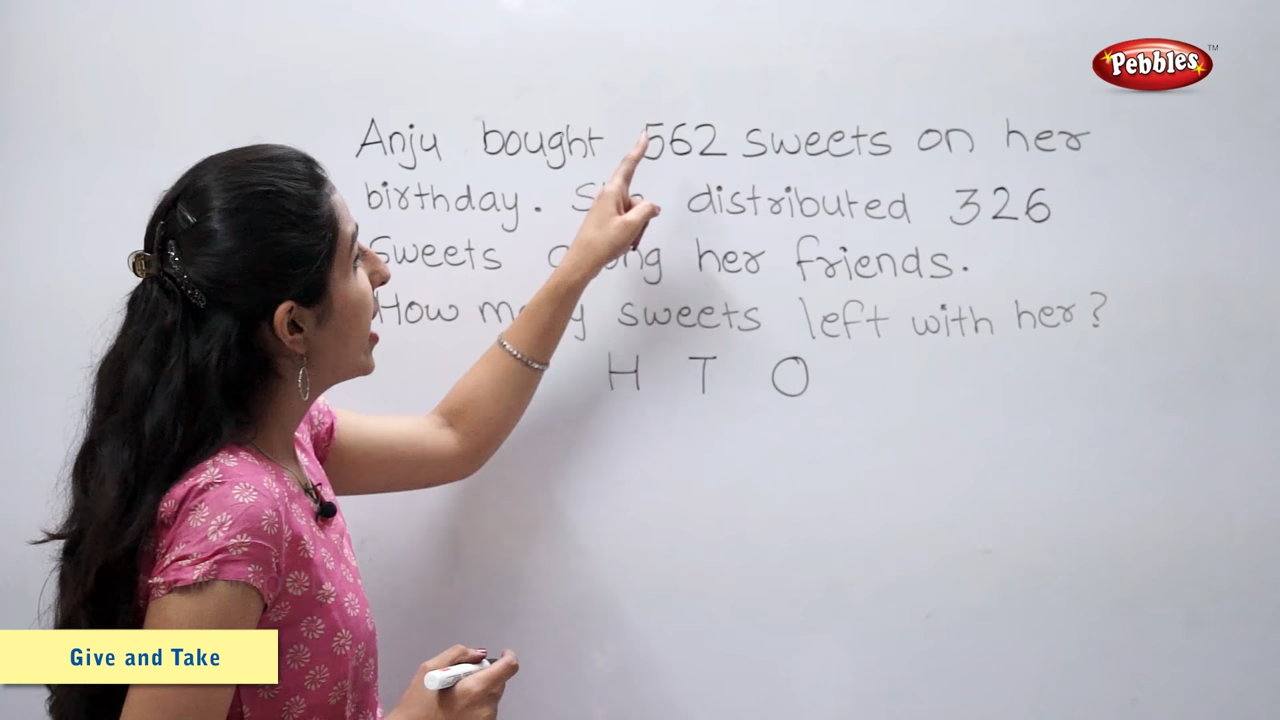 Pebbles TM
Anju bought 562 sweets on her
birthday. distributed 326
Sweets her friends.
How sweets left with her?
H T O
Give and Take